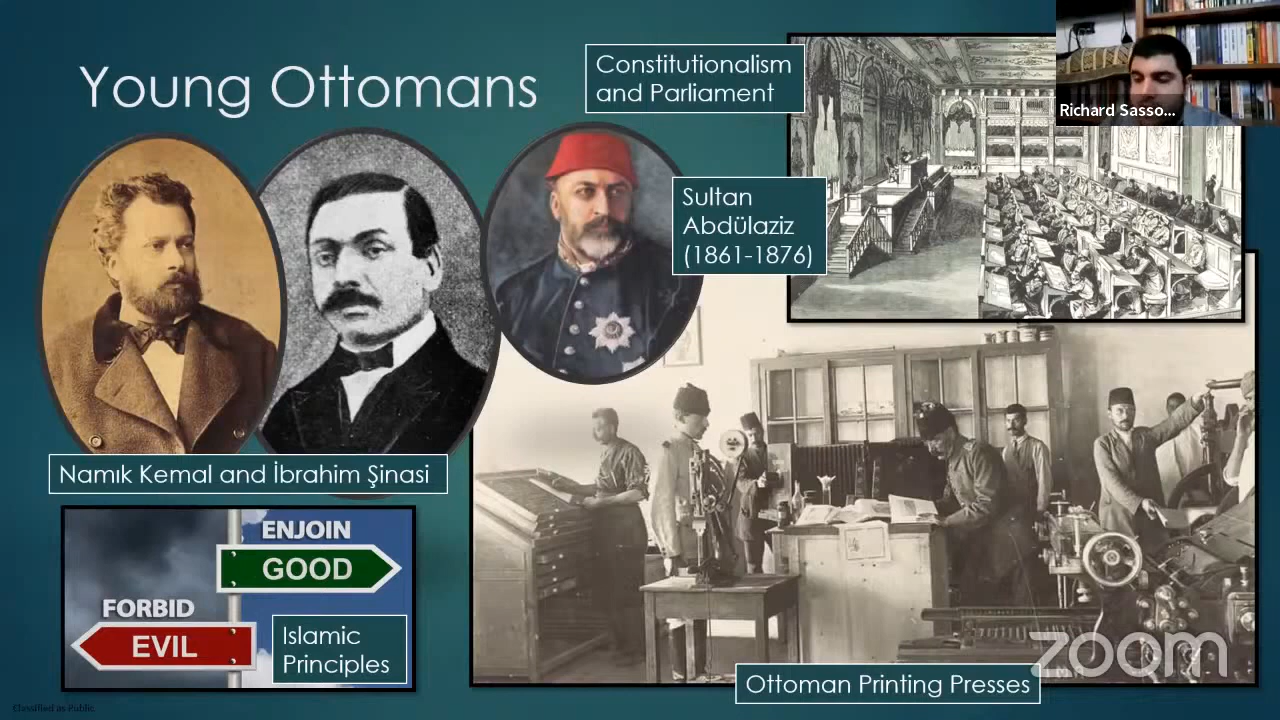 Young Ottomans
Constitutionalism
and Parliament
Richard Sasso...
Sultan
Abdülaziz
(1861-1876)
Namık Kemal and İbrahim Şinasi
ENJOIN
GOOD
FORBID
EVIL
Islamic
Principles
Ottoman Printing Presses
zoom
Classified as Public